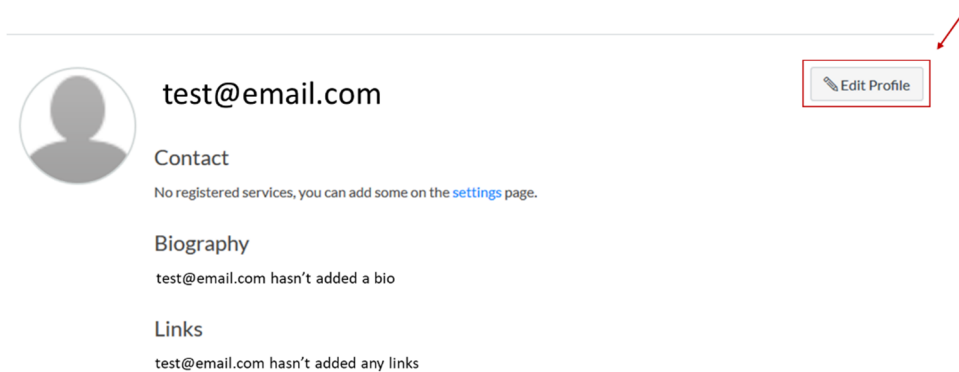 test@email.com
Edit Profile
Contact
No registered services, you can add some on the settings page.
Biography
test@email.com hasn't added a bio
Links
test@email.com hasn't added any links